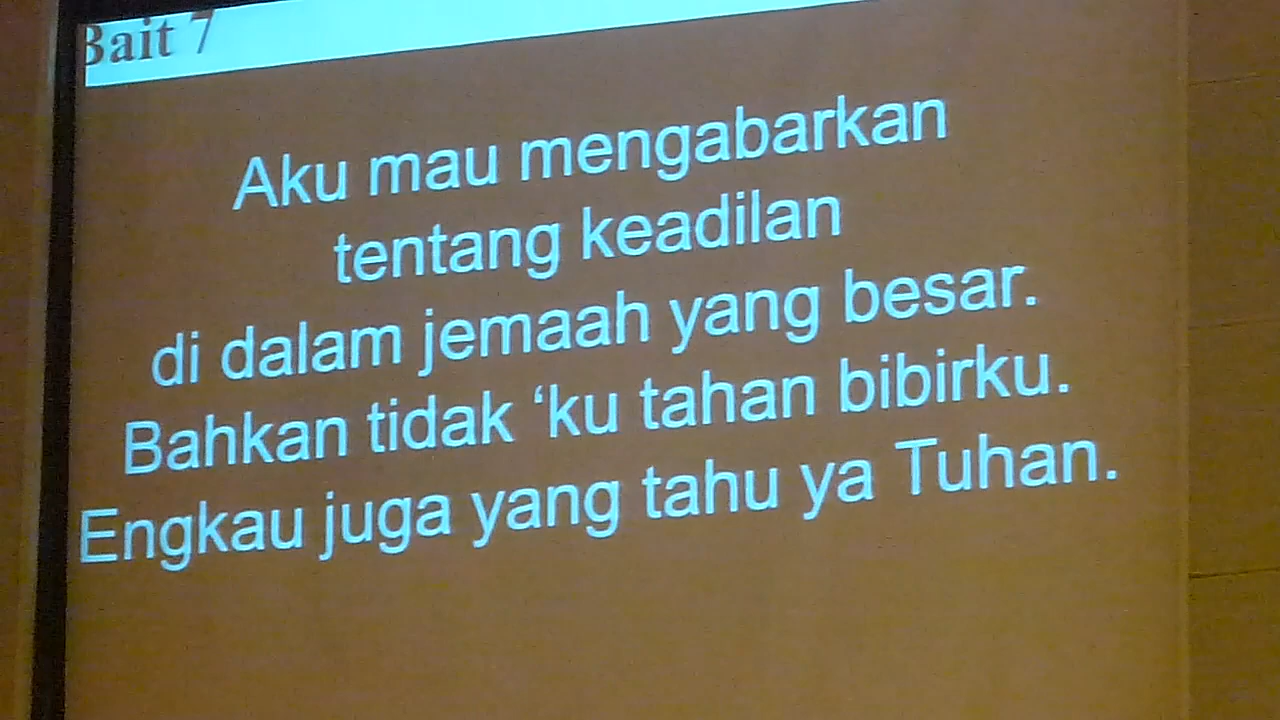 Bait 7
Aku mau mengabarkan
tentang keadilan
di dalam jemaah yang besar.
Bahkan tidak ‘ku tahan bibirku.
Engkau juga yang tahu ya Tuhan.